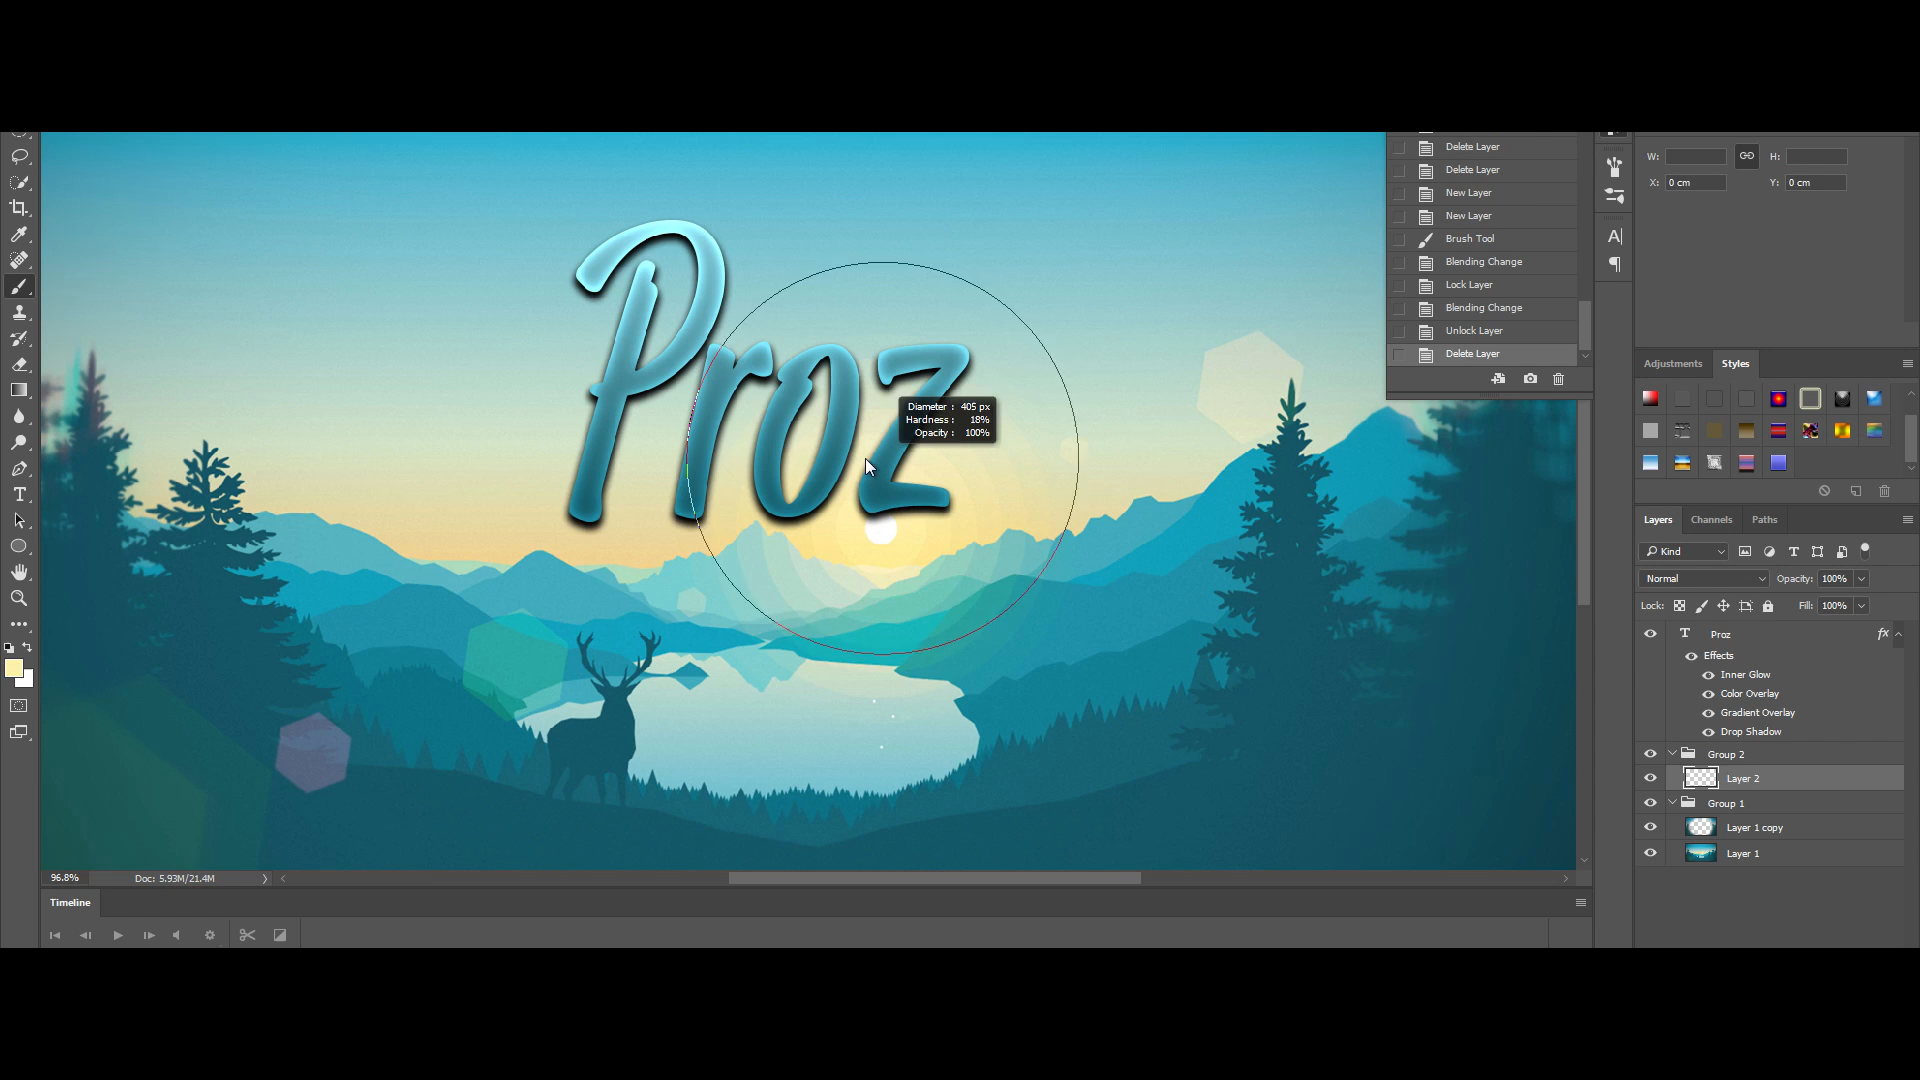 Proz
Diameter : 405 px
Hardness : 18%
Opacity : 100%
Delete Layer
Delete Layer
New Layer
New Layer
Brush Tool
Blending Change
Lock Layer
Blending Change
Unlock Layer
Delete Layer
W:
H:
X: 0 cm
Y: 0 cm
Adjustments
Styles
Layers
Channels
Paths
Kind
Normal
Opacity: 100%
Lock:
Fill: 100%
Proz
fx
Effects
Inner Glow
Color Overlay
Gradient Overlay
Drop Shadow
Group 2
Layer 2
Group 1
Layer 1 copy
Layer 1
96.8%
Doc: 5.93M/21.4M
Timeline